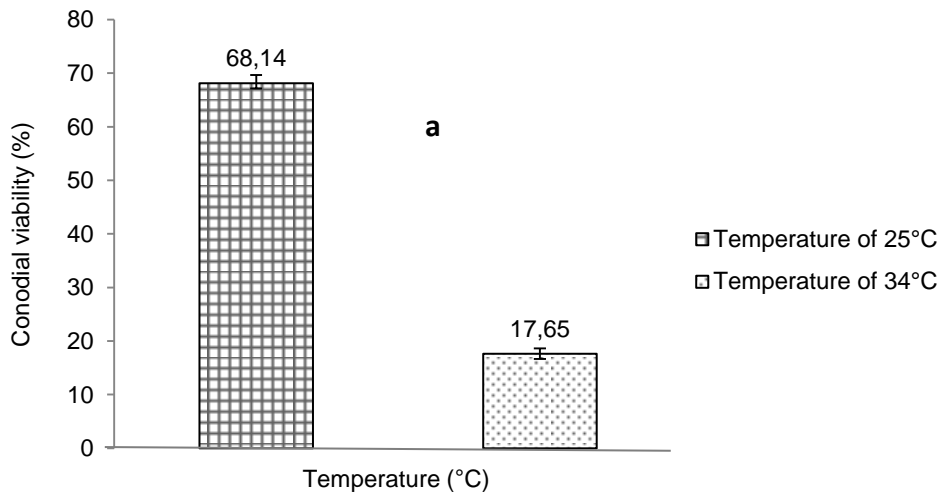 80
70
60
50
40
30
20
10
0
Conodial viability (%)
68,14
17,65
a
Temperature of 25°C
Temperature of 34°C
Temperature (°C)